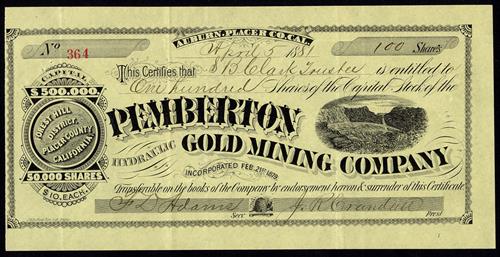 AUBURN, PLACER CO. CAL.
No 364
April 5 1881
100 Shares
This Certifies that S B Clark Trustee is entitled to
One hundred Shares of the Capital Stock of the
PEMBERTON
HYDRAULIC GOLD MINING COMPANY
INCORPORATED FEB. 21ST 1878
Transferable on the books of the Company by endorsement hereon & surrender of this Certificate
F D Adams Secy
J R Crandall Prest
CAPITAL
$500,000.
CREST HILL
DISTRICT,
PLACER COUNTY
CALIFORNIA.
50,000 SHARES
$10. EACH.